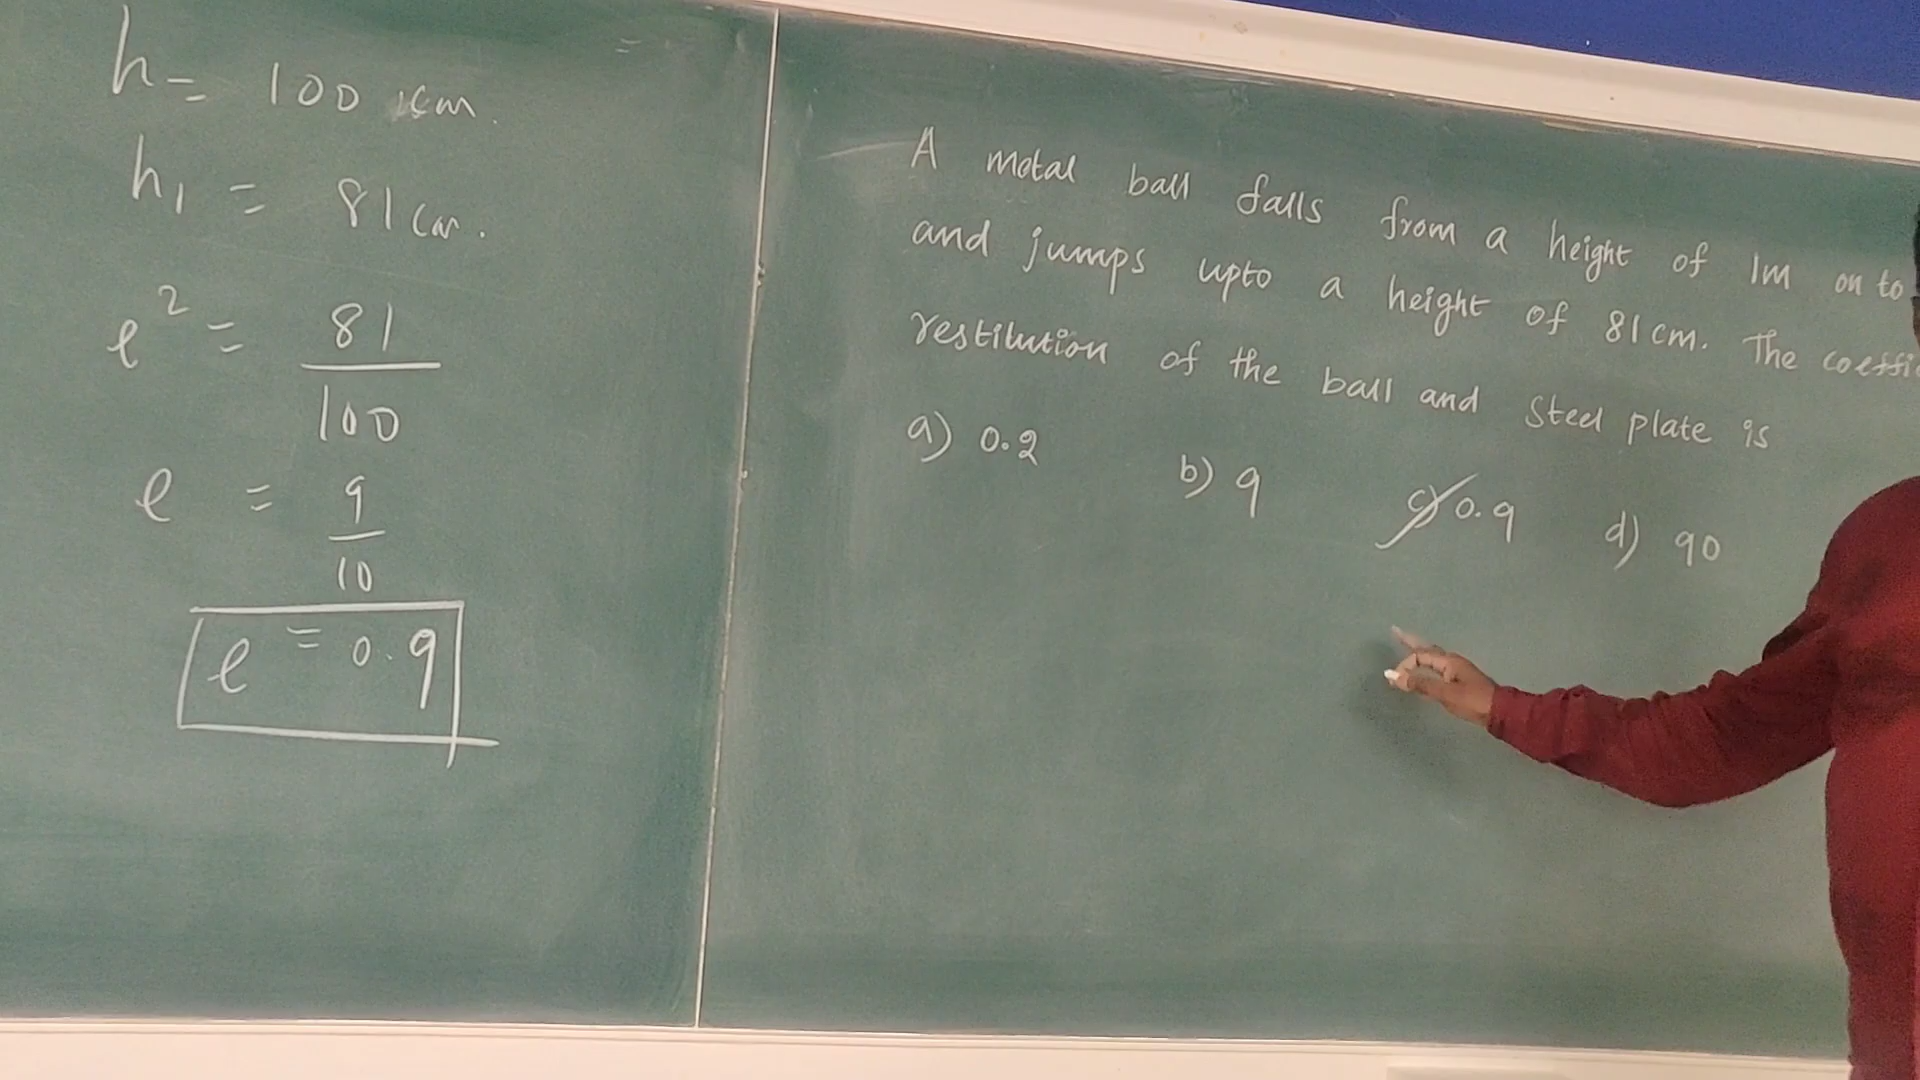 h = 100 cm.
h1 = 81 cm.
e² = 81/100
e = 9/10
e = 0.9
A metal ball falls from a height of 1m on to
and jumps upto a height of 81 cm. The coeffi
restilution of the ball and steel plate is
a) 0.2 b) 9 c) 0.9 d) 90